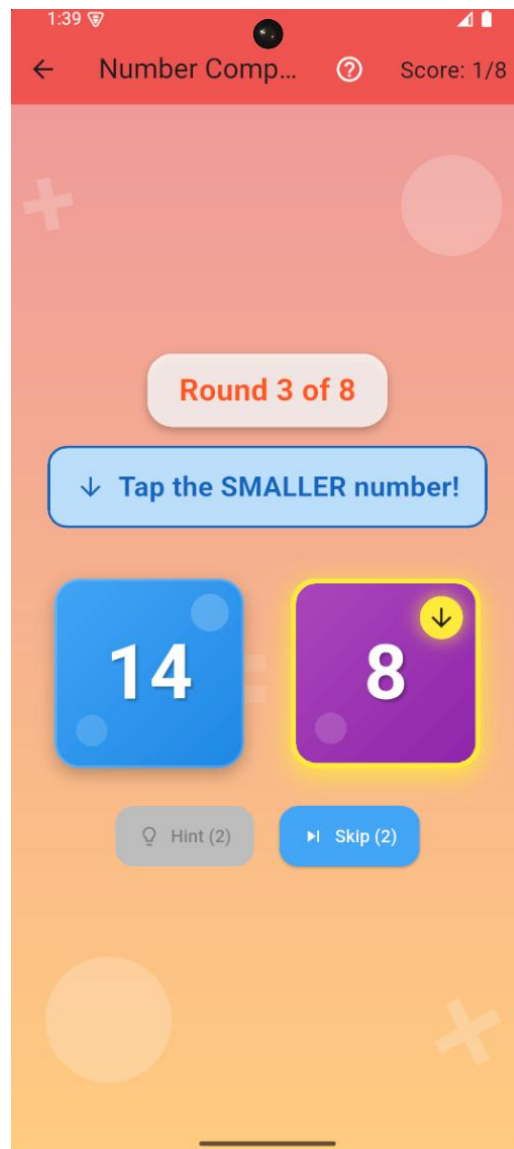 1:39
Number Comp...
Score: 1/8
Round 3 of 8
Tap the SMALLER number!
14
8
Hint (2)
Skip (2)